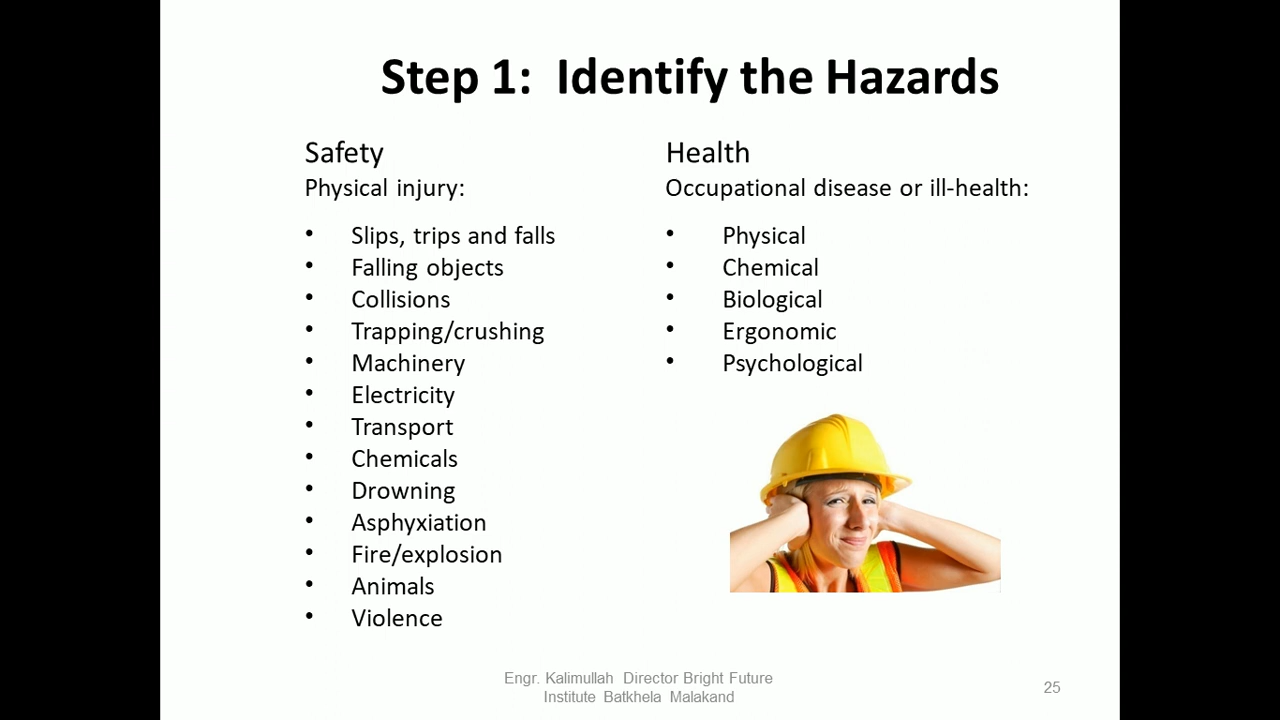 Step 1: Identify the Hazards
Safety
Physical injury:
• Slips, trips and falls
• Falling objects
• Collisions
• Trapping/crushing
• Machinery
• Electricity
• Transport
• Chemicals
• Drowning
• Asphyxiation
• Fire/explosion
• Animals
• Violence
Health
Occupational disease or ill-health:
• Physical
• Chemical
• Biological
• Ergonomic
• Psychological
Engr. Kalimullah Director Bright Future
Institute Batkhela Malakand
25